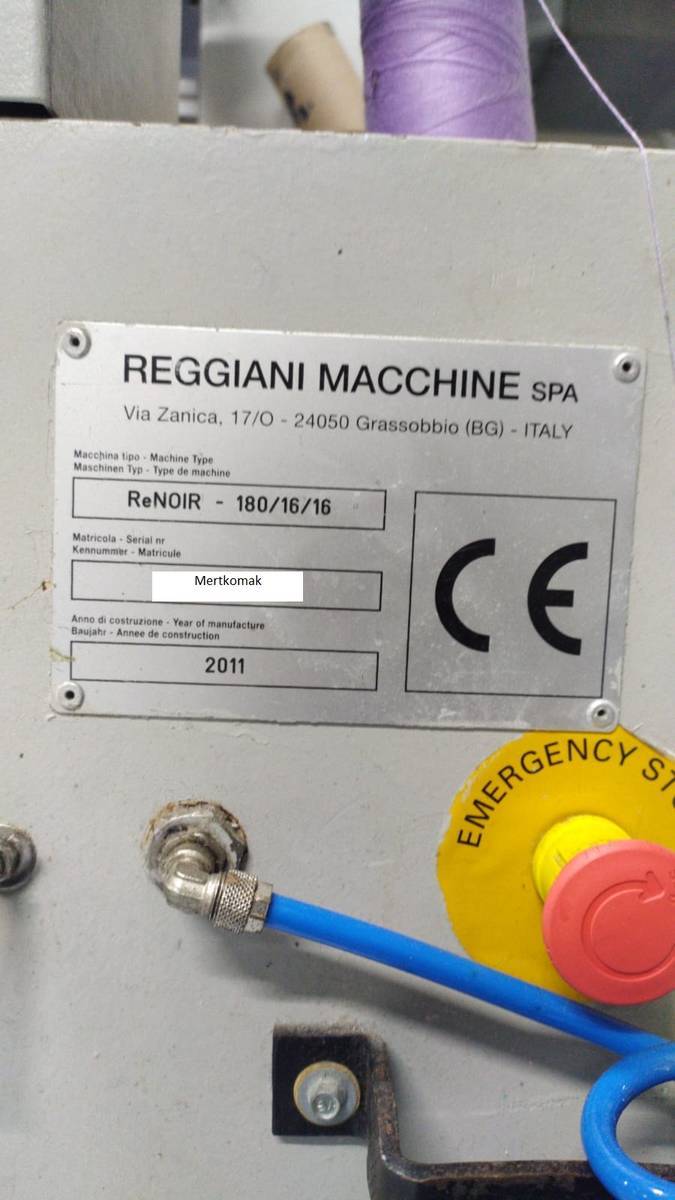 REGGIANI MACCHINE SPA
Via Zanica, 17/O - 24050 Grassobbio (BG) - ITALY
Macchina tipo - Machine Type
Maschinen Typ - Type de machine
ReNOIR - 180/16/16
Matricola - Serial nr
Kennummer - Matricule
Mertkomak
Anno di costruzione - Year of manufacture
Baujahr - Annee de construction
2011
CE
EMERGENCY STO